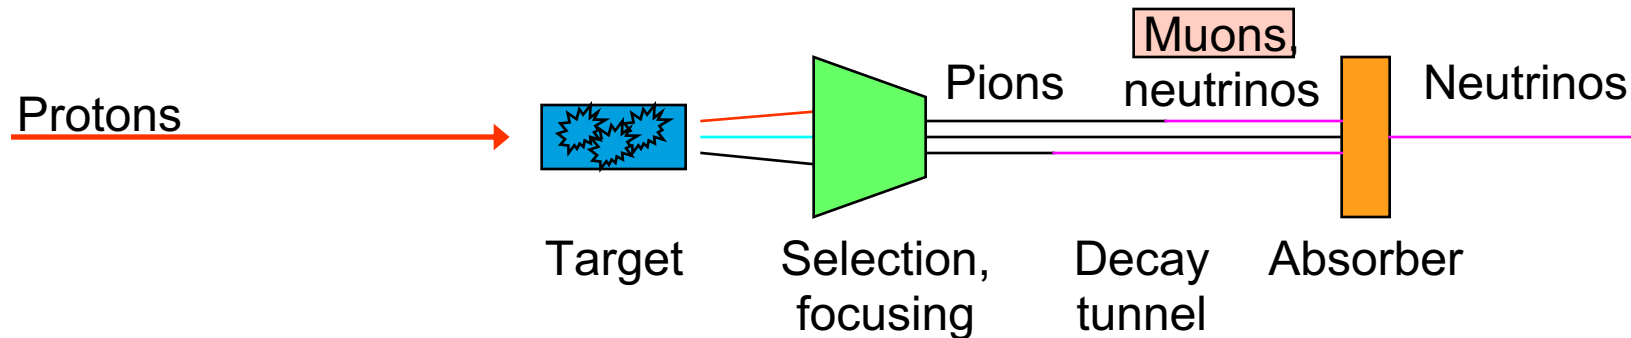 Protons
Target
Selection,
focusing
Pions
Muons,
neutrinos
Decay
tunnel
Absorber
Neutrinos